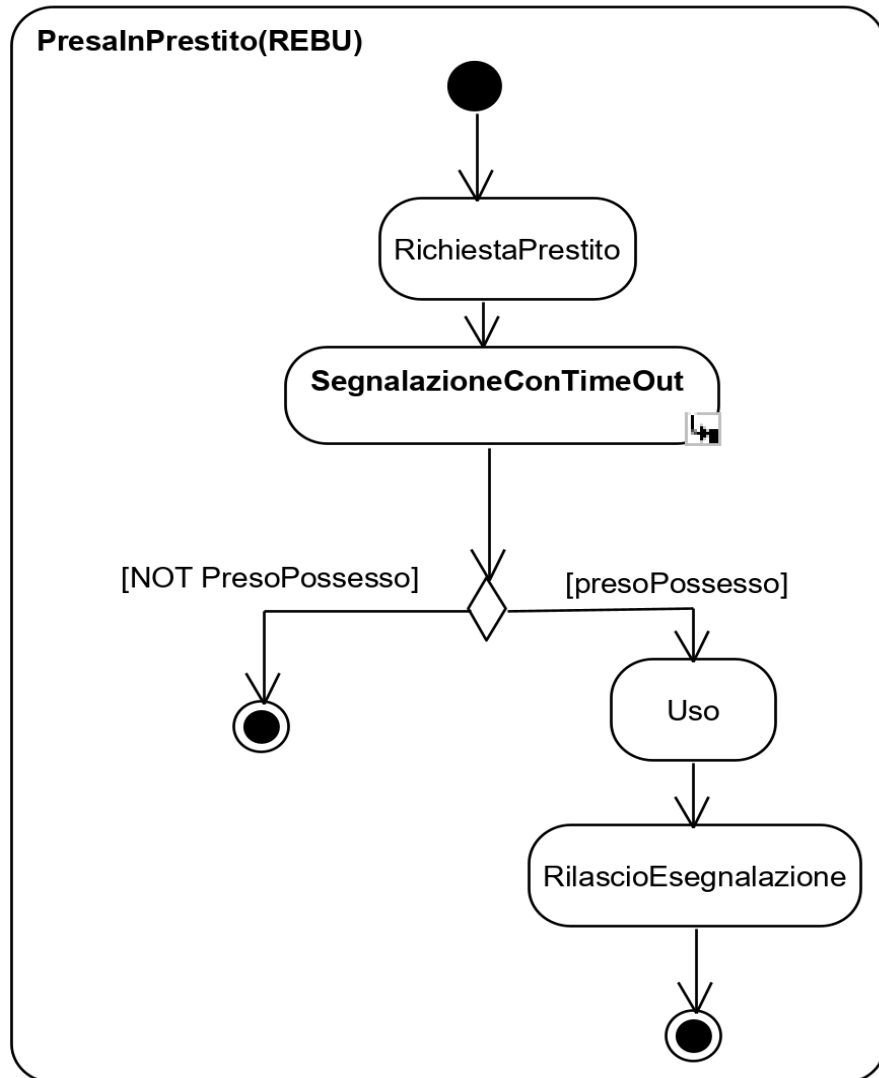 PresaInPrestito(REBU)
RichiestaPrestito
SegnalazioneConTimeOut
[NOT PresoPossesso]
[presoPossesso]
Uso
RilascioEsegnalazione